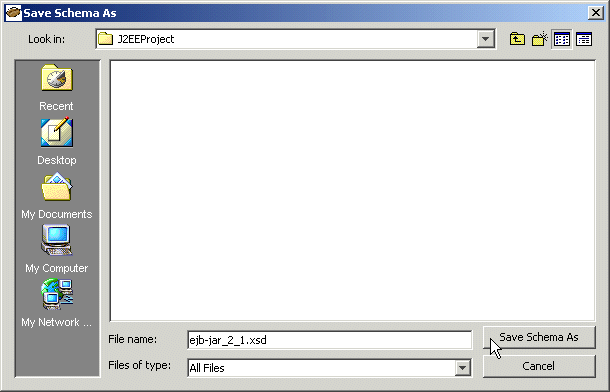 Save Schema As
Look in:
J2EEProject
Recent
Desktop
My Documents
My Computer
My Network ...
File name:
ejb-jar_2_1.xsd
Save Schema As
Files of type:
All Files
Cancel